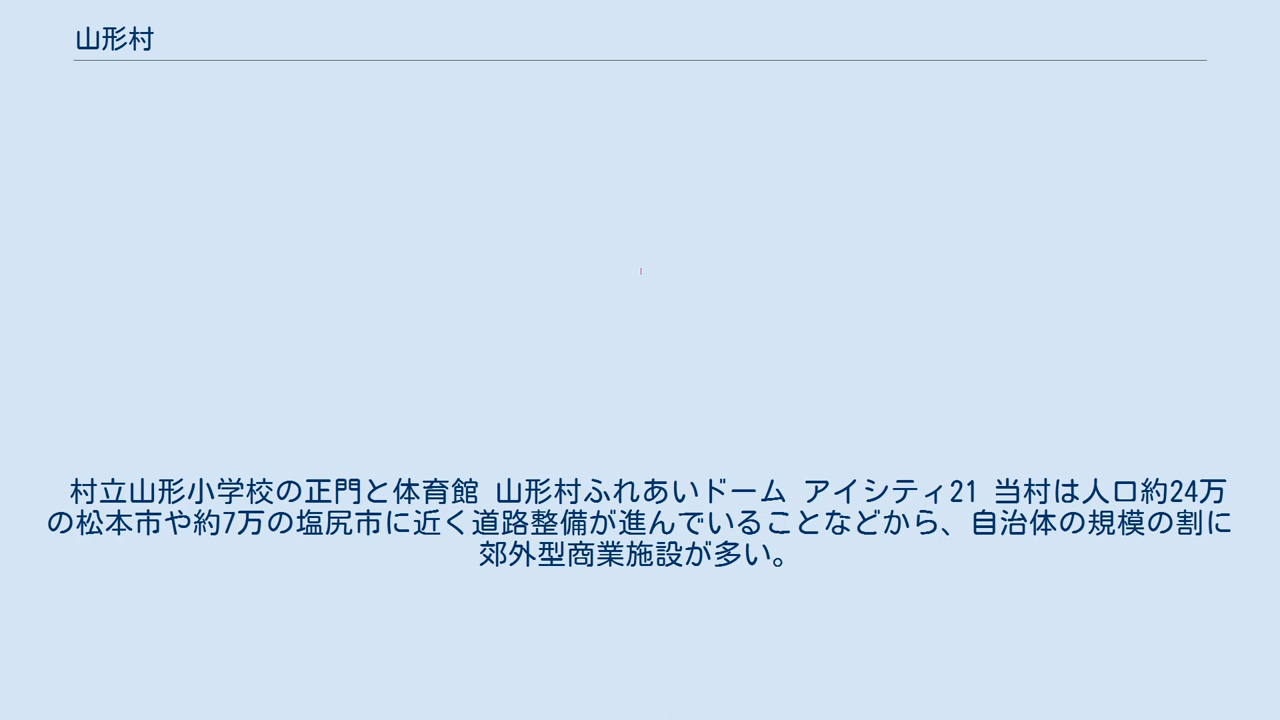 山形村
村立山形小学校の正門と体育館 山形村ふれあいドーム アイシティ21 当村は人口約24万
の松本市や約7万の塩尻市に近く道路整備が進んでいることなどから、自治体の規模の割に
郊外型商業施設が多い。